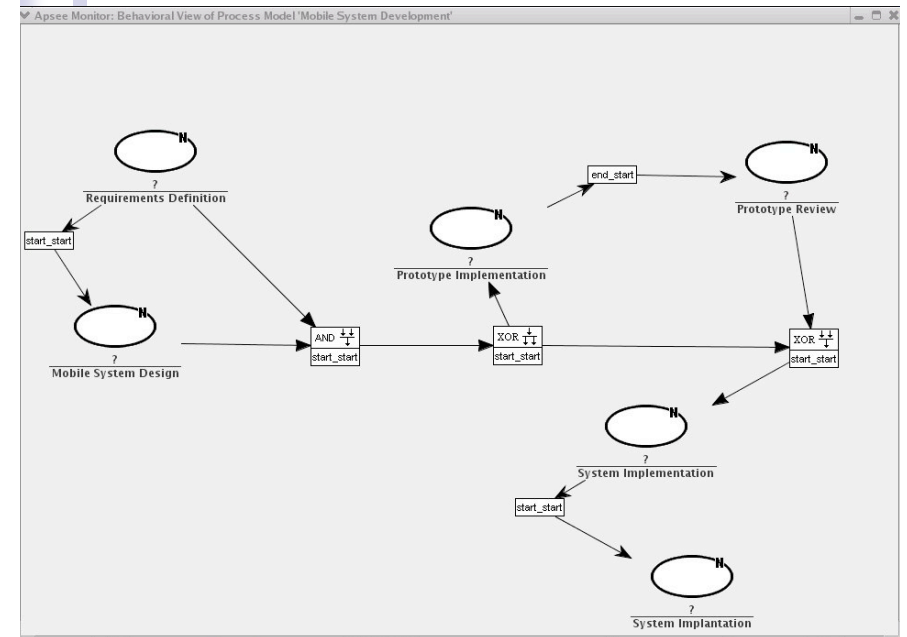 Apsee Monitor: Behavioral View of Process Model 'Mobile System Development'
N
?
Requirements Definition
start_start
N
?
Mobile System Design
AND
start_start
N
?
Prototype Implementation
XOR
start_start
end_start
N
?
Prototype Review
XOR
start_start
N
?
System Implementation
start_start
N
?
System Implantation